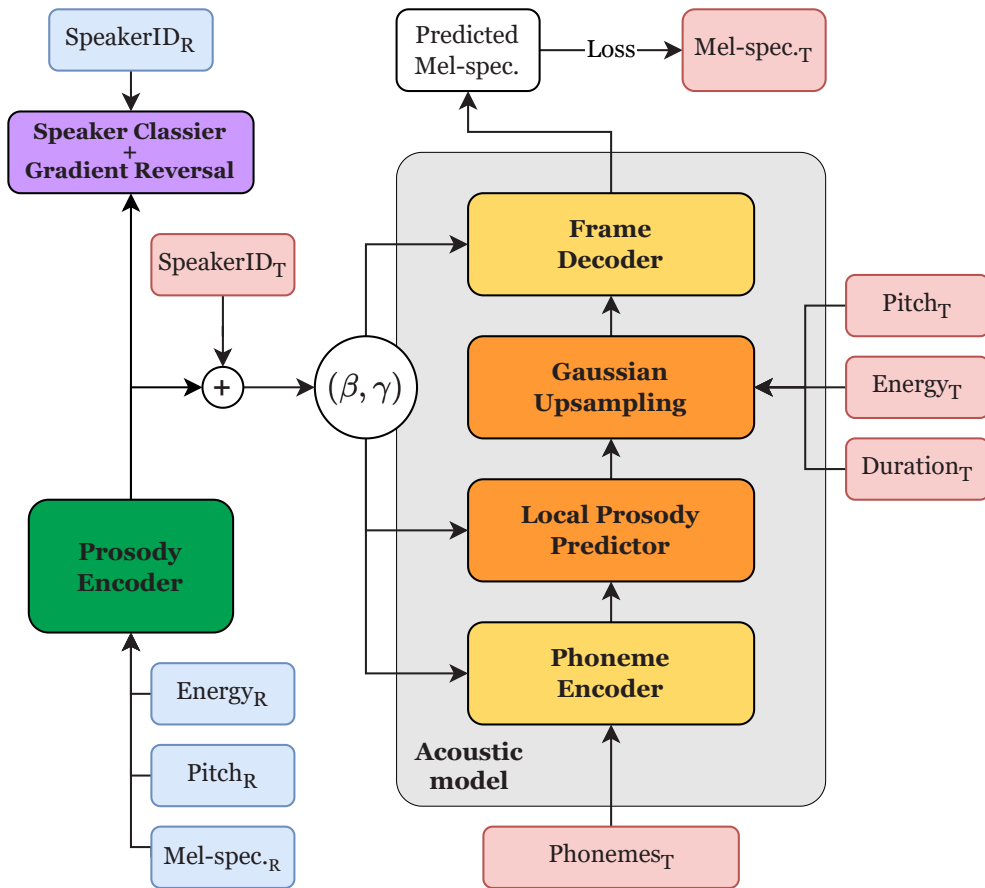 SpeakerID_R
Speaker Classier
+
Gradient Reversal
SpeakerID_T
+
(β, γ)
Prosody
Encoder
Energy_R
Pitch_R
Mel-spec._R
Predicted
Mel-spec.
Loss
Mel-spec._T
Frame
Decoder
Gaussian
Upsampling
Local Prosody
Predictor
Phoneme
Encoder
Acoustic
model
Phonemes_T
Pitch_T
Energy_T
Duration_T